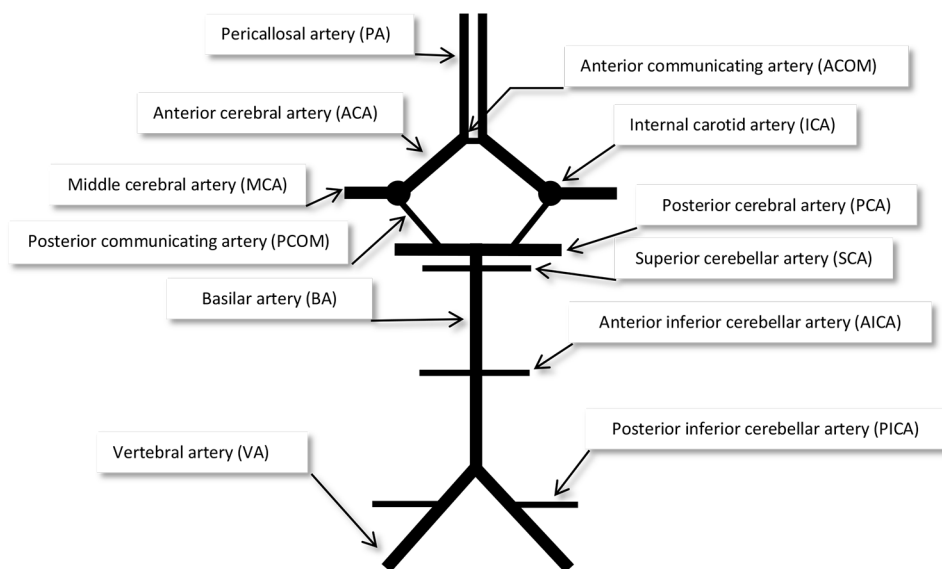 Pericallosal artery (PA)
Anterior communicating artery (ACOM)
Anterior cerebral artery (ACA)
Internal carotid artery (ICA)
Middle cerebral artery (MCA)
Posterior cerebral artery (PCA)
Posterior communicating artery (PCOM)
Superior cerebellar artery (SCA)
Basilar artery (BA)
Anterior inferior cerebellar artery (AICA)
Posterior inferior cerebellar artery (PICA)
Vertebral artery (VA)